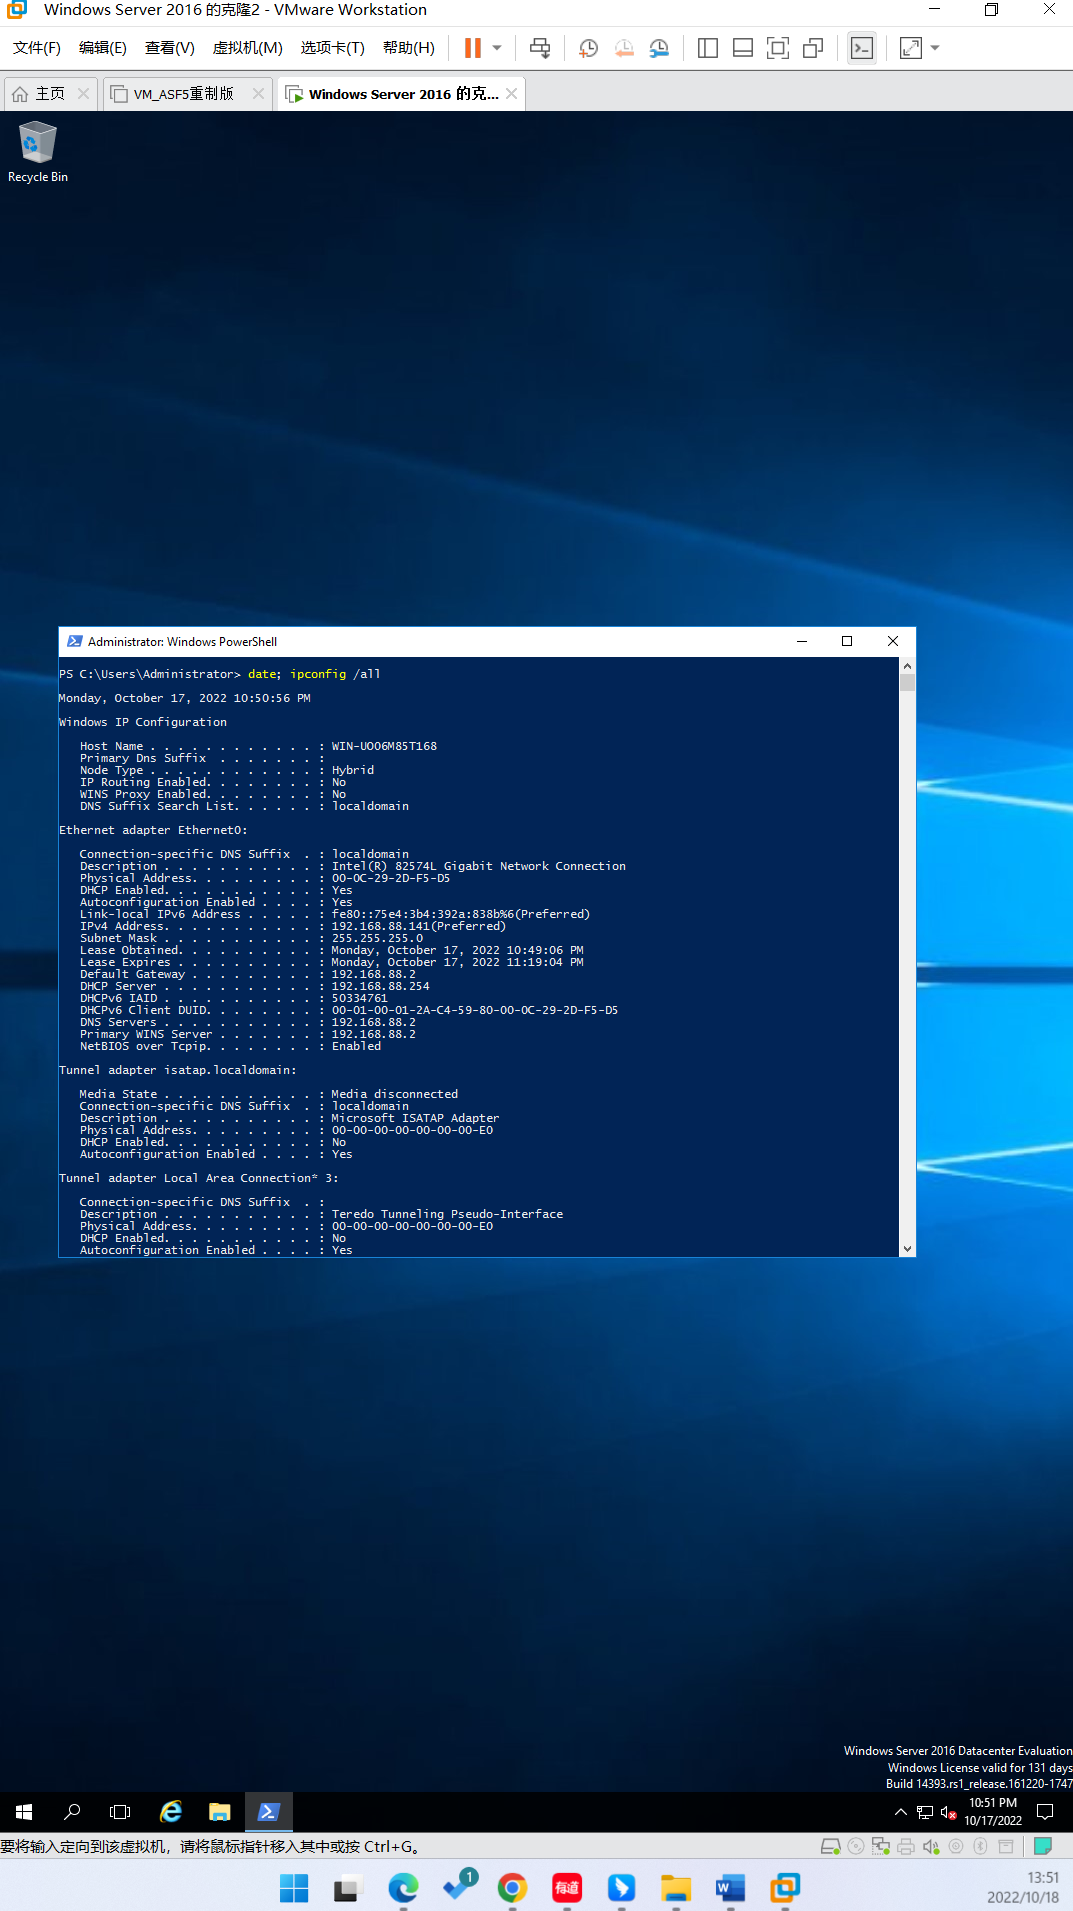 Windows Server 2016 的克隆2 - VMware Workstation
文件(F) 编辑(E) 查看(V) 虚拟机(M) 选项卡(T) 帮助(H)
主页 VM_ASF5重制版 Windows Server 2016 的克...
Recycle Bin
Administrator: Windows PowerShell
PS C:\Users\Administrator> date; ipconfig /all
Monday, October 17, 2022 10:50:56 PM
Windows IP Configuration
Host Name . . . . . . . . . . . . : WIN-UOO6M85T168
Primary Dns Suffix  . . . . . . . :
Node Type . . . . . . . . . . . . : Hybrid
IP Routing Enabled. . . . . . . . : No
WINS Proxy Enabled. . . . . . . . : No
DNS Suffix Search List. . . . . . : localdomain
Ethernet adapter Ethernet0:
Connection-specific DNS Suffix  . : localdomain
Description . . . . . . . . . . . : Intel(R) 82574L Gigabit Network Connection
Physical Address. . . . . . . . . : 00-0C-29-2D-F5-D5
DHCP Enabled. . . . . . . . . . . : Yes
Autoconfiguration Enabled . . . . : Yes
Link-local IPv6 Address . . . . . : fe80::75e4:3b4:392a:838b%6(Preferred)
IPv4 Address. . . . . . . . . . . : 192.168.88.141(Preferred)
Subnet Mask . . . . . . . . . . . : 255.255.255.0
Lease Obtained. . . . . . . . . . : Monday, October 17, 2022 10:49:06 PM
Lease Expires . . . . . . . . . . : Monday, October 17, 2022 11:19:04 PM
Default Gateway . . . . . . . . . : 192.168.88.2
DHCP Server . . . . . . . . . . . : 192.168.88.254
DHCPv6 IAID . . . . . . . . . . . : 50334761
DHCPv6 Client DUID. . . . . . . . : 00-01-00-01-2A-C4-59-80-00-0C-29-2D-F5-D5
DNS Servers . . . . . . . . . . . : 192.168.88.2
Primary WINS Server . . . . . . . : 192.168.88.2
NetBIOS over Tcpip. . . . . . . . : Enabled
Tunnel adapter isatap.localdomain:
Media State . . . . . . . . . . . : Media disconnected
Connection-specific DNS Suffix  . : localdomain
Description . . . . . . . . . . . : Microsoft ISATAP Adapter
Physical Address. . . . . . . . . : 00-00-00-00-00-00-00-E0
DHCP Enabled. . . . . . . . . . . : No
Autoconfiguration Enabled . . . . : Yes
Tunnel adapter Local Area Connection* 3:
Connection-specific DNS Suffix  . :
Description . . . . . . . . . . . : Teredo Tunneling Pseudo-Interface
Physical Address. . . . . . . . . : 00-00-00-00-00-00-00-E0
DHCP Enabled. . . . . . . . . . . : No
Autoconfiguration Enabled . . . . : Yes
Windows Server 2016 Datacenter Evaluation
Windows License valid for 131 days
Build 14393.rs1_release.161220-1747
10:51 PM
10/17/2022
要将输入定向到该虚拟机，请将鼠标指针移入其中或按 Ctrl+G。
1
有道
W
13:51
2022/10/18